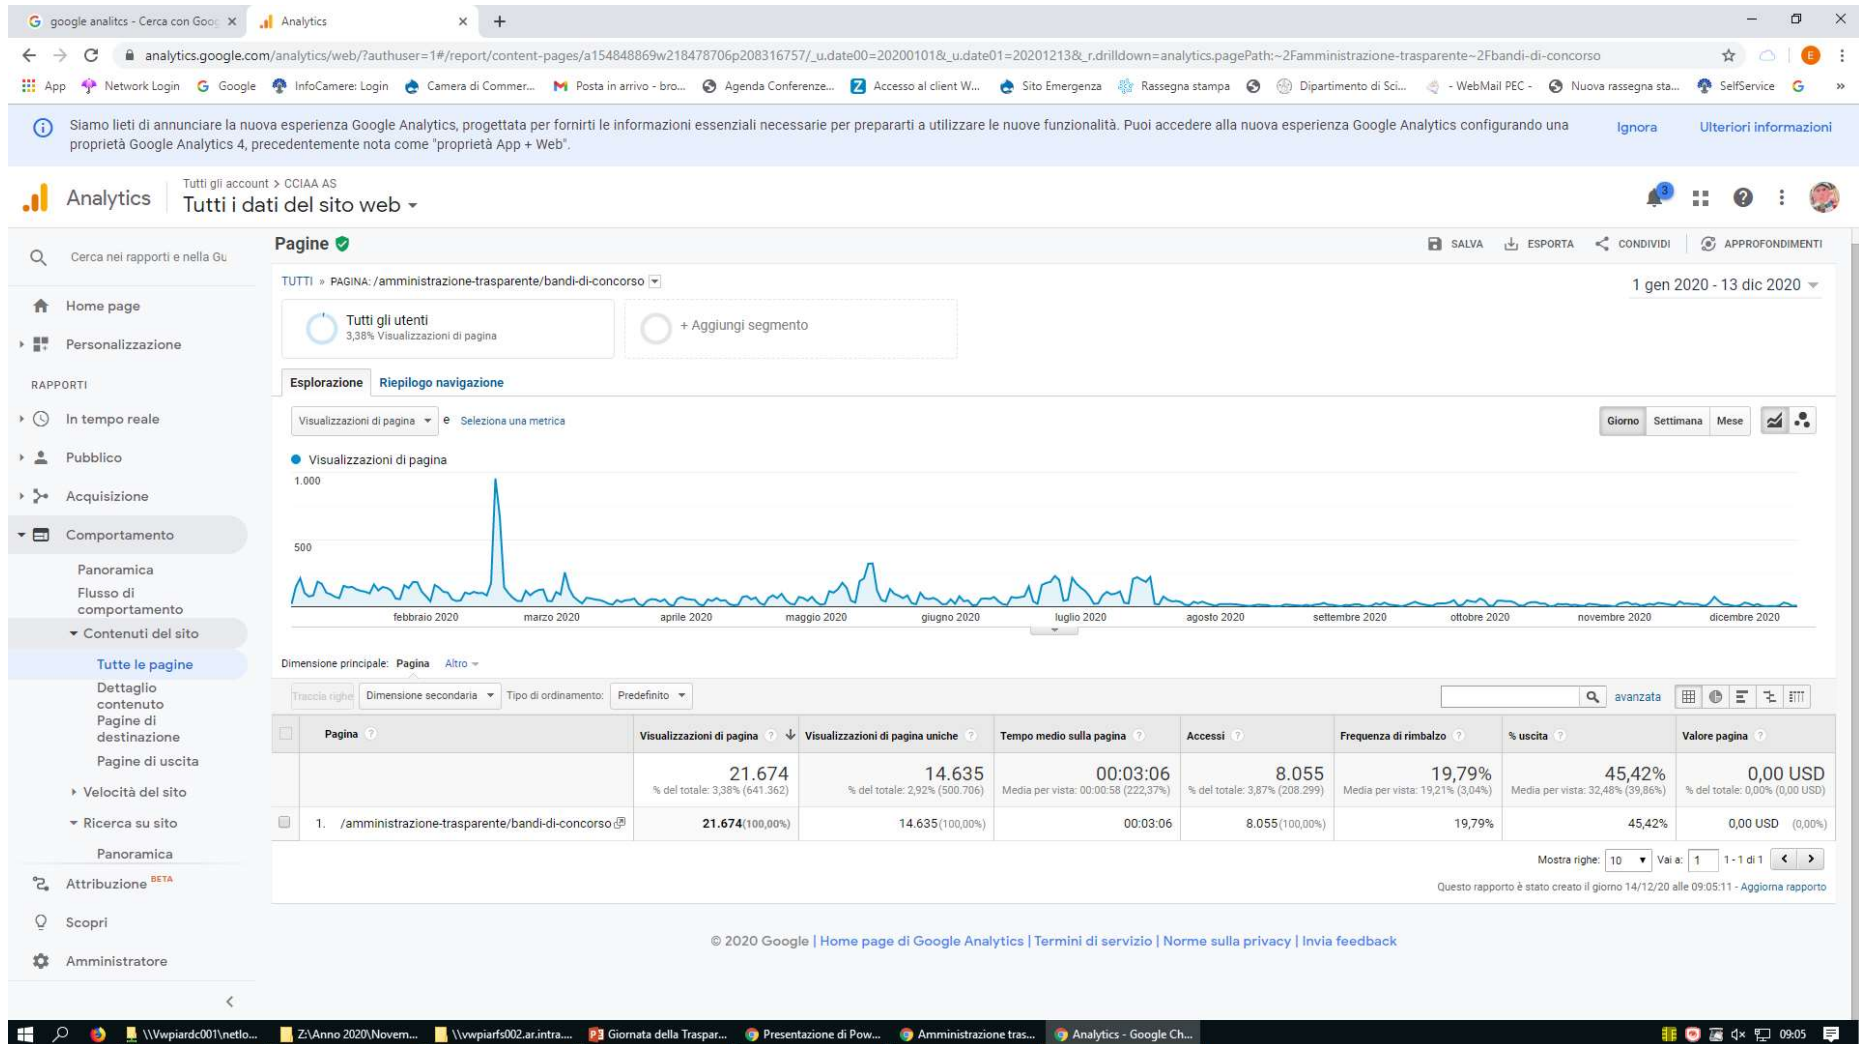 google analitcs - Cerca con Goog
Analytics
analytics.google.com/analytics/web/?authuser=1#/report/content-pages/a154848869w218478706p208316757/_u.date00=20200101&_u.date01=20201213&_r.drilldown=analytics.pagePath:~2Famministrazione-trasparente~2Fbandi-di-concorso
App Network Login Google InfoCamere: Login Camera di Commer... Posta in arrivo - bro... Agenda Conferenze... Accesso al client W... Sito Emergenza Rassegna stampa Dipartimento di Sci... - WebMail PEC - Nuova rassegna sta... SelfService »
Siamo lieti di annunciare la nuova esperienza Google Analytics, progettata per fornirti le informazioni essenziali necessarie per prepararti a utilizzare le nuove funzionalità. Puoi accedere alla nuova esperienza Google Analytics configurando una
proprietà Google Analytics 4, precedentemente nota come "proprietà App + Web".
Ignora Ulteriori informazioni
Analytics
Tutti gli account > CCIAA AS
Tutti i dati del sito web
3
Cerca nei rapporti e nella Gu
Home page
Personalizzazione
RAPPORTI
In tempo reale
Pubblico
Acquisizione
Comportamento
Panoramica
Flusso di
comportamento
Contenuti del sito
Tutte le pagine
Dettaglio
contenuto
Pagine di
destinazione
Pagine di uscita
Velocità del sito
Ricerca su sito
Panoramica
Attribuzione BETA
Scopri
Amministratore
Pagine
SALVA ESPORTA CONDIVIDI APPROFONDIMENTI
TUTTI » PAGINA: /amministrazione-trasparente/bandi-di-concorso
1 gen 2020 - 13 dic 2020
Tutti gli utenti
3,38% Visualizzazioni di pagina
+ Aggiungi segmento
Esplorazione Riepilogo navigazione
Visualizzazioni di pagina e Seleziona una metrica
Giorno Settimana Mese
Visualizzazioni di pagina
1.000
500
febbraio 2020 marzo 2020 aprile 2020 maggio 2020 giugno 2020 luglio 2020 agosto 2020 settembre 2020 ottobre 2020 novembre 2020 dicembre 2020
Dimensione principale: Pagina Altro
Traccia righe Dimensione secondaria Tipo di ordinamento: Predefinito
avanzata
Pagina Visualizzazioni di pagina Visualizzazioni di pagina uniche Tempo medio sulla pagina Accessi Frequenza di rimbalzo % uscita Valore pagina
21.674 14.635 00:03:06 8.055 19,79% 45,42% 0,00 USD
% del totale: 3,38% (641.362) % del totale: 2,92% (500.706) Media per vista: 00:00:58 (222,37%) % del totale: 3,87% (208.299) Media per vista: 19,21% (3,04%) Media per vista: 32,48% (39,86%) % del totale: 0,00% (0,00 USD)
1. /amministrazione-trasparente/bandi-di-concorso 21.674(100,00%) 14.635(100,00%) 00:03:06 8.055(100,00%) 19,79% 45,42% 0,00 USD (0,00%)
Mostra righe: 10 Vai a: 1 1 - 1 di 1
Questo rapporto è stato creato il giorno 14/12/20 alle 09:05:11 - Aggiorna rapporto
© 2020 Google | Home page di Google Analytics | Termini di servizio | Norme sulla privacy | Invia feedback
\\Vwpiardc001\netlo... Z:\Anno 2020\Novem... \\vwpiarfs002.ar.intra.... Giornata della Traspar... Presentazione di Pow... Amministrazione tras... Analytics - Google Ch... 09:05